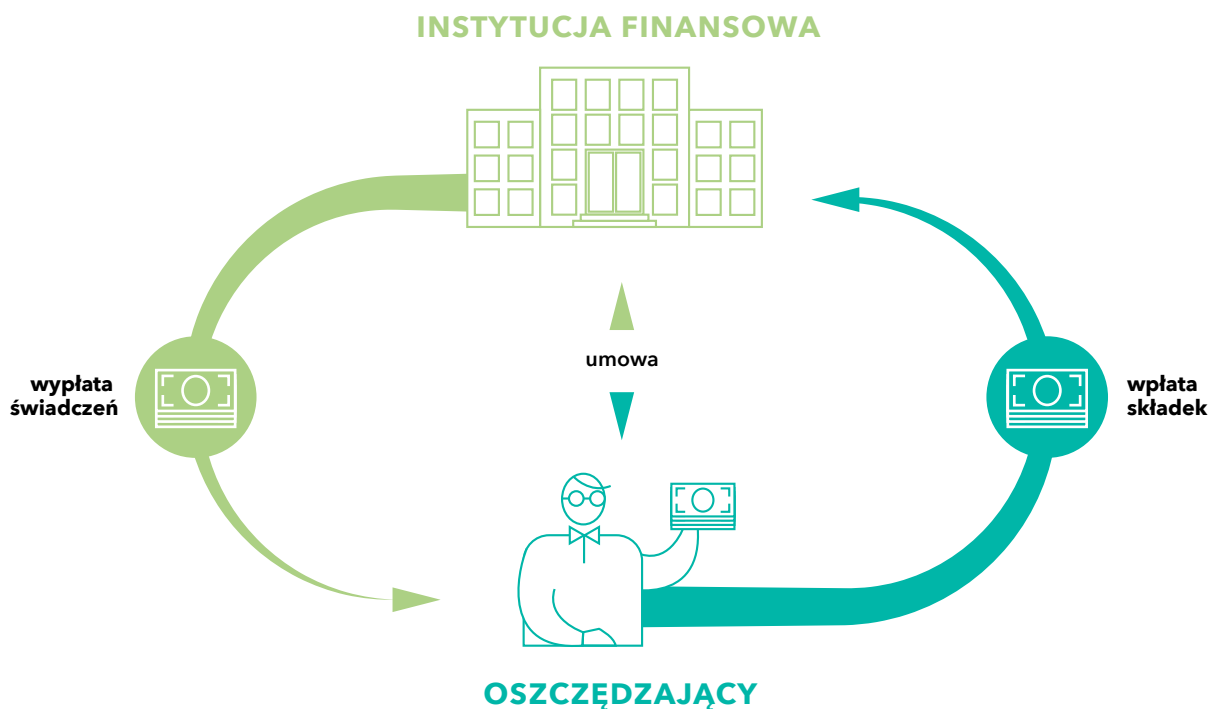 INSTYTUCJA FINANSOWA
umowa
wypłata
świadczeń
wpłata
składek
OSZCZĘDZAJĄCY